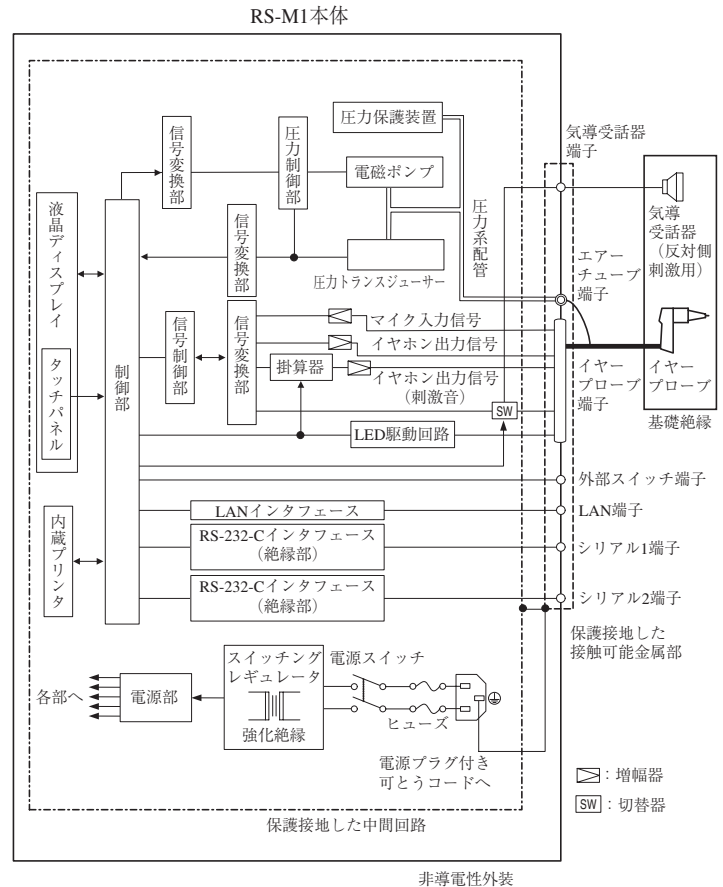 RS-M1本体
圧力保護装置
信号変換部
圧力制御部
電磁ポンプ
気導受話器
端子
液晶ディスプレイ
信号変換部
圧力系配管
圧力トランスジューサー
気導
受話器
(反対側
刺激用)
エアー
チューブ
端子
制御部
信号制御部
信号変換部
マイク入力信号
イヤホン出力信号
掛算器
イヤホン出力信号
(刺激音)
タッチパネル
SW
LED駆動回路
イヤー
プローブ
端子
イヤー
プローブ
基礎絶縁
外部スイッチ端子
LANインタフェース
LAN端子
RS-232-Cインタフェース
(絶縁部)
シリアル1端子
内蔵プリンタ
RS-232-Cインタフェース
(絶縁部)
シリアル2端子
保護接地した
接触可能金属部
スイッチング
レギュレータ
強化絶縁
電源スイッチ
各部へ
電源部
ヒューズ
電源プラグ付き
可とうコードへ
:増幅器
SW:切替器
保護接地した中間回路
非導電性外装